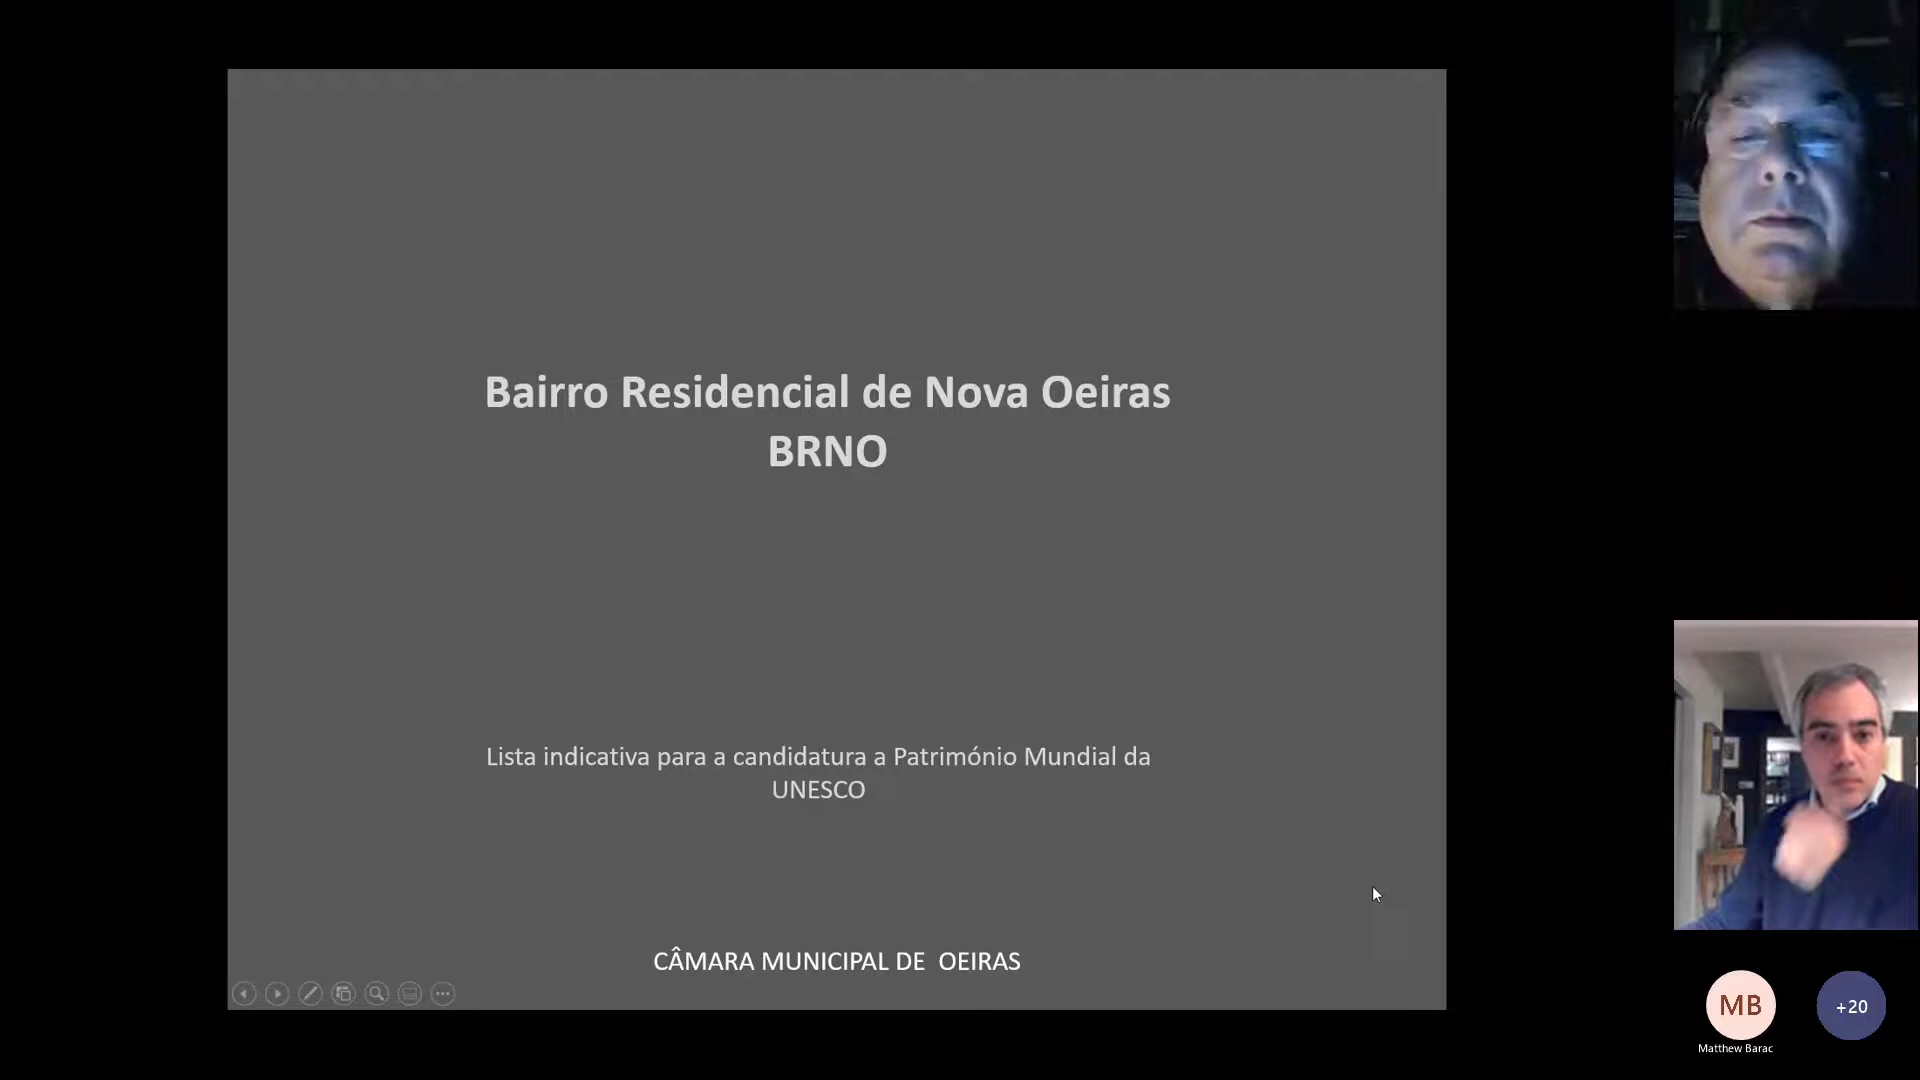 Bairro Residencial de Nova Oeiras
BRNO
Lista indicativa para a candidatura a Património Mundial da
UNESCO
CÂMARA MUNICIPAL DE OEIRAS
MB
+20
Matthew Barac